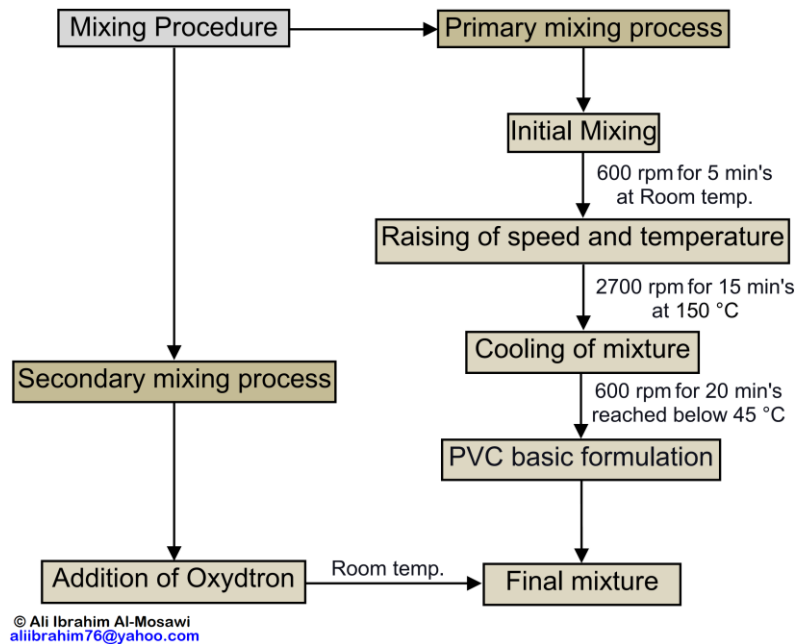 Mixing Procedure
Primary mixing process
Initial Mixing
600 rpm for 5 min's
at Room temp.
Raising of speed and temperature
2700 rpm for 15 min's
at 150 °C
Cooling of mixture
Secondary mixing process
600 rpm for 20 min's
reached below 45 °C
PVC basic formulation
Addition of Oxydtron
Room temp.
Final mixture
© Ali Ibrahim Al-Mosawi
aliibrahim76@yahoo.com